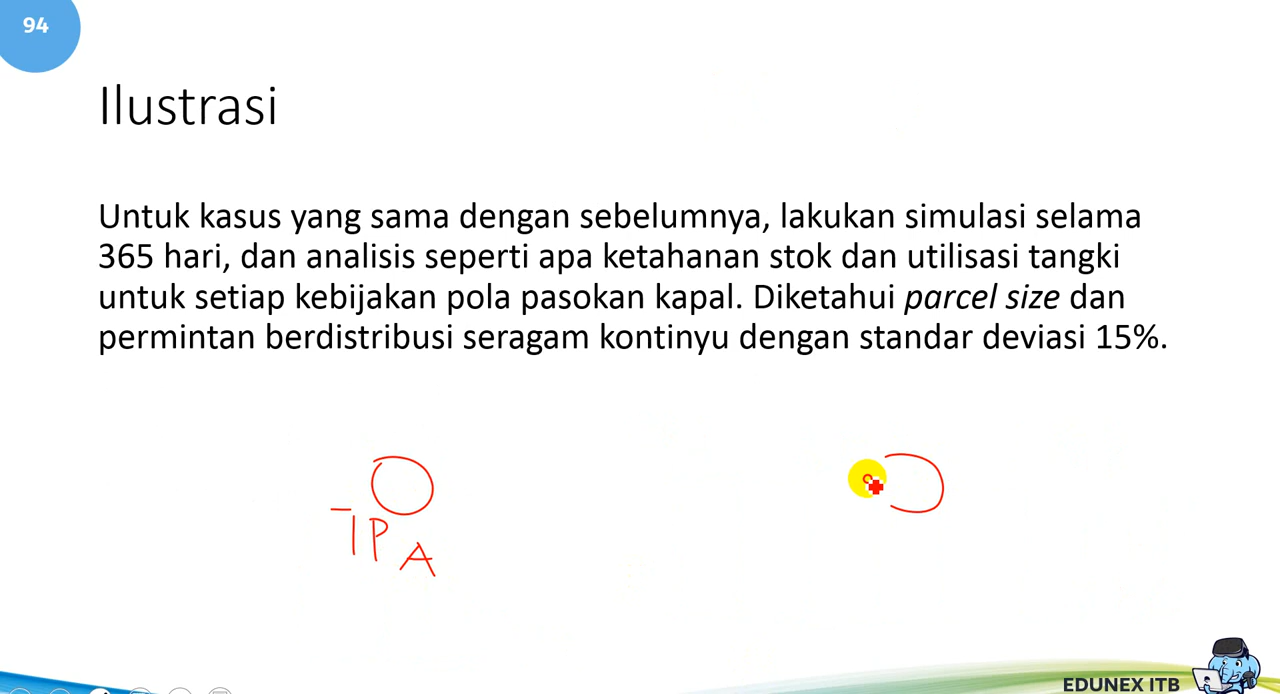 94
Ilustrasi
Untuk kasus yang sama dengan sebelumnya, lakukan simulasi selama
365 hari, dan analisis seperti apa ketahanan stok dan utilisasi tangki
untuk setiap kebijakan pola pasokan kapal. Diketahui parcel size dan
permintan berdistribusi seragam kontinyu dengan standar deviasi 15%.
TPA
EDUNEX ITB